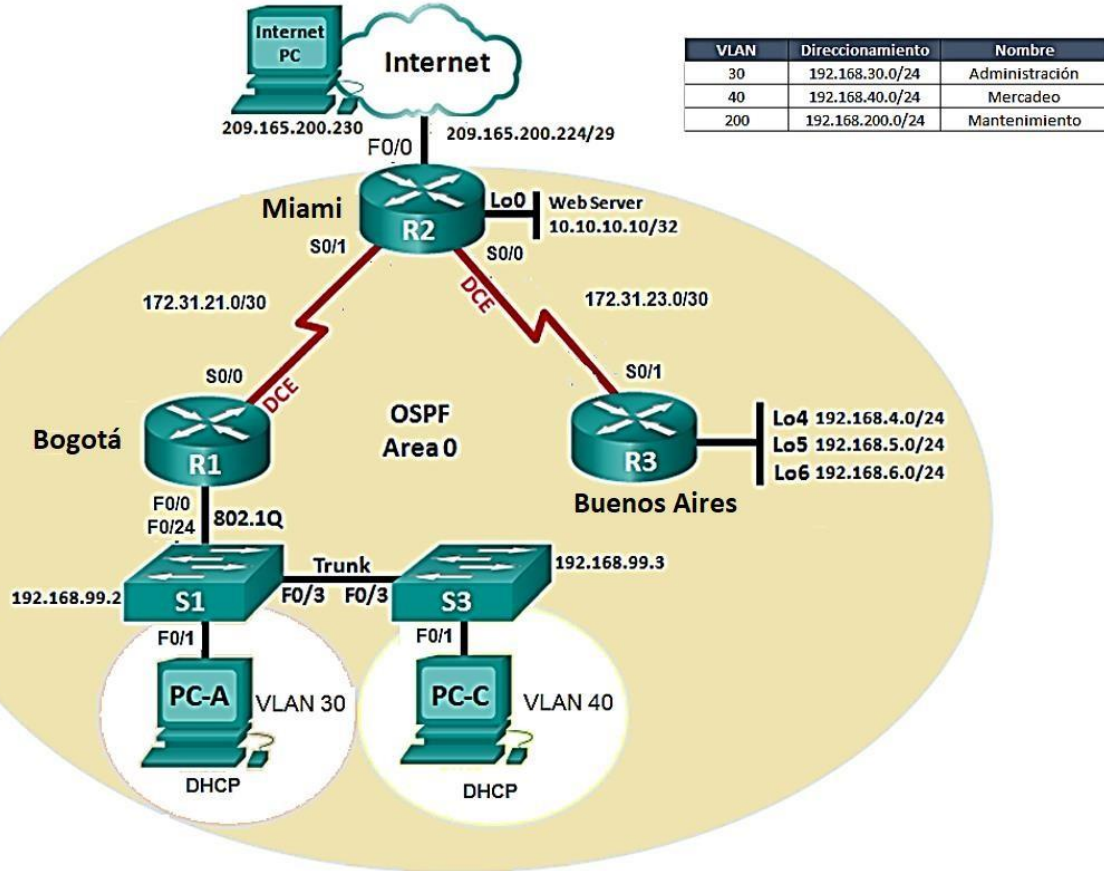 Internet
PC
Internet
209.165.200.230
209.165.200.224/29
F0/0
VLAN Direccionamiento Nombre
30 192.168.30.0/24 Administración
40 192.168.40.0/24 Mercadeo
200 192.168.200.0/24 Mantenimiento
Miami
R2
Lo0
Web Server
10.10.10.10/32
S0/1
S0/0
DCE
172.31.21.0/30
172.31.23.0/30
S0/0
DCE
S0/1
Bogotá
R1
OSPF
Area 0
R3
Buenos Aires
Lo4 192.168.4.0/24
Lo5 192.168.5.0/24
Lo6 192.168.6.0/24
F0/0
F0/24
802.1Q
192.168.99.2
S1
Trunk
F0/3 F0/3
S3
192.168.99.3
F0/1
F0/1
PC-A
VLAN 30
DHCP
PC-C
VLAN 40
DHCP